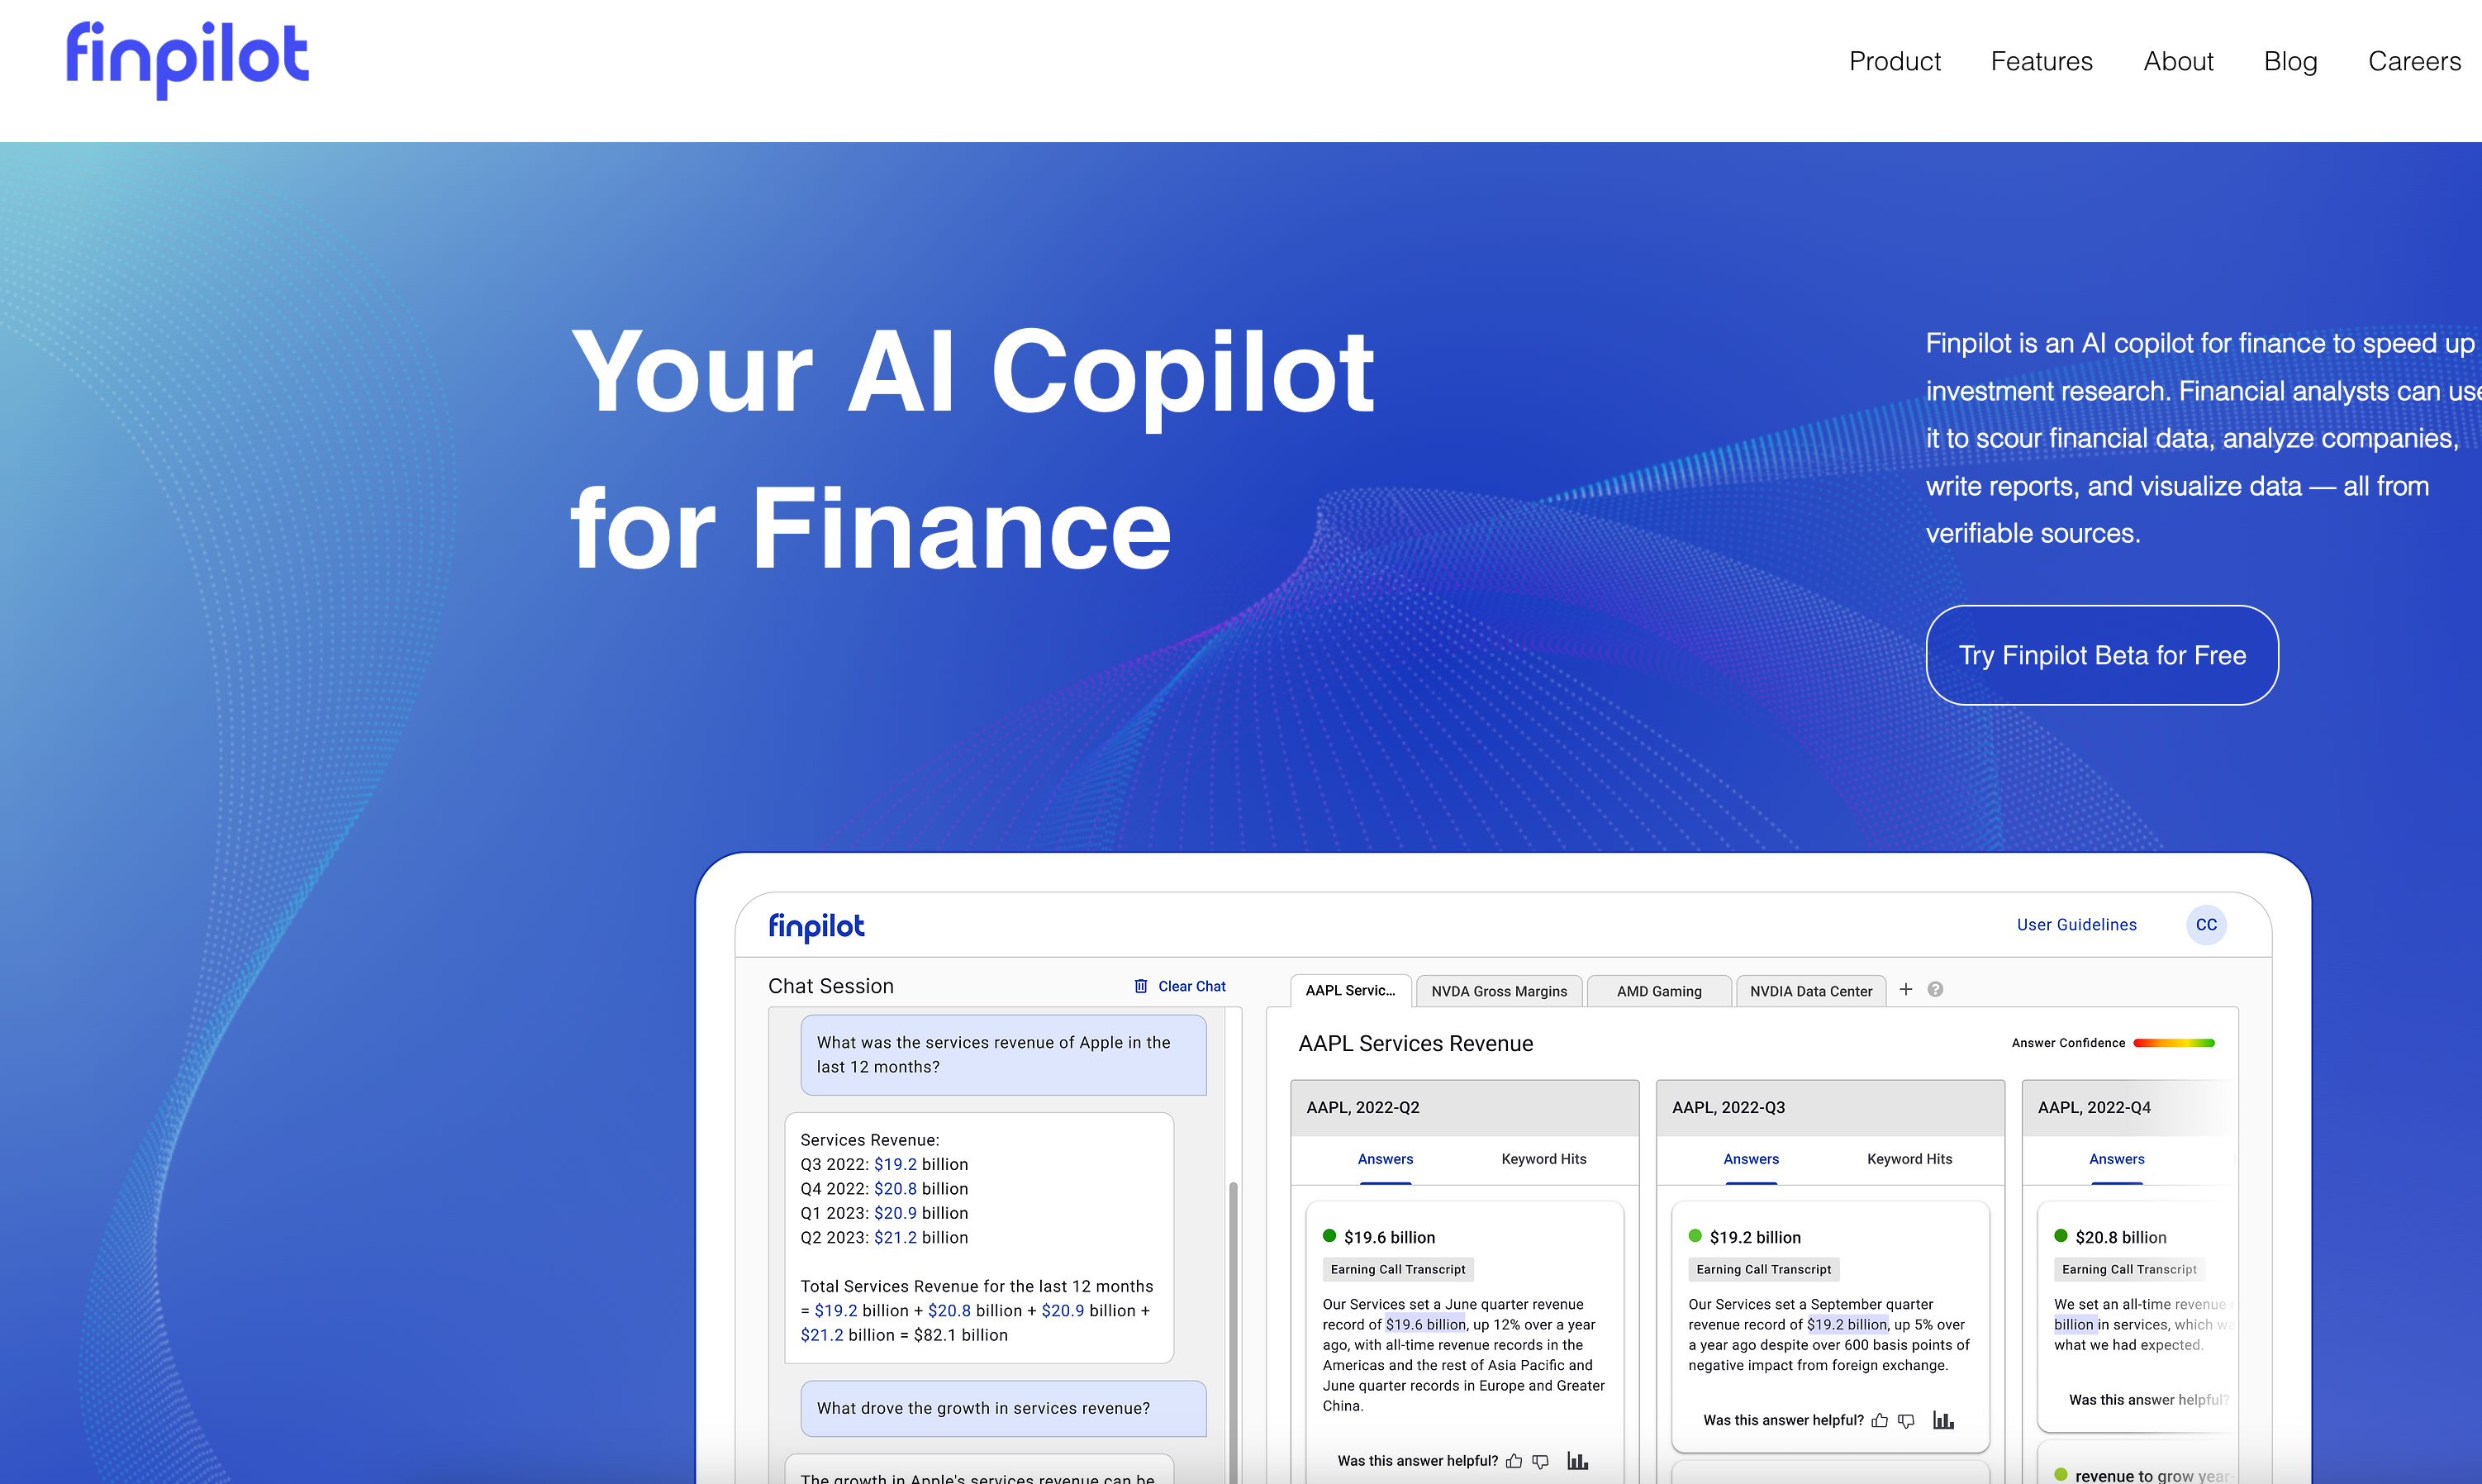 finpilot
Product Features About Blog Careers
Your AI Copilot
for Finance
Finpilot is an AI copilot for finance to speed up
investment research. Financial analysts can use
it to scour financial data, analyze companies,
write reports, and visualize data — all from
verifiable sources.
Try Finpilot Beta for Free
finpilot
User Guidelines
CC
Chat Session
Clear Chat
What was the services revenue of Apple in the
last 12 months?
Services Revenue:
Q3 2022: $19.2 billion
Q4 2022: $20.8 billion
Q1 2023: $20.9 billion
Q2 2023: $21.2 billion
Total Services Revenue for the last 12 months
= $19.2 billion + $20.8 billion + $20.9 billion +
$21.2 billion = $82.1 billion
What drove the growth in services revenue?
The growth in Apple's services revenue can be
AAPL Servic...
NVDA Gross Margins
AMD Gaming
NVDIA Data Center
+
?
AAPL Services Revenue
Answer Confidence
AAPL, 2022-Q2
Answers
Keyword Hits
$19.6 billion
Earning Call Transcript
Our Services set a June quarter revenue
record of $19.6 billion, up 12% over a year
ago, with all-time revenue records in the
Americas and the rest of Asia Pacific and
June quarter records in Europe and Greater
China.
Was this answer helpful?
AAPL, 2022-Q3
Answers
Keyword Hits
$19.2 billion
Earning Call Transcript
Our Services set a September quarter
revenue record of $19.2 billion, up 5% over
a year ago despite over 600 basis points of
negative impact from foreign exchange.
Was this answer helpful?
AAPL, 2022-Q4
Answers
$20.8 billion
Earning Call Transcript
We set an all-time revenue
billion in services, which
what we had expected.
Was this answer helpful?
revenue to grow year-